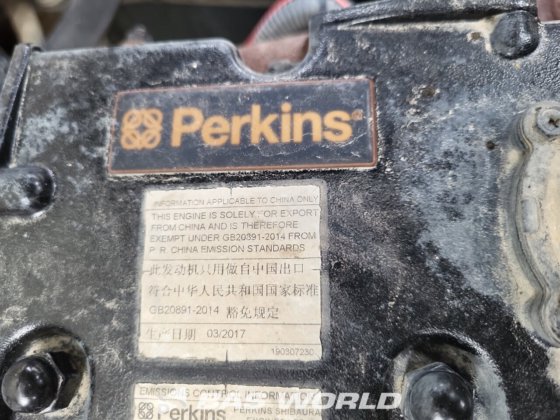 Perkins
INFORMATION APPLICABLE TO CHINA ONLY
THIS ENGINE IS SOLELY FOR EXPORT
FROM CHINA AND IS THEREFORE
EXEMPT UNDER GB20891-2014 FROM
P. R. CHINA EMISSION STANDARDS
此发动机只用做自中国出口
符合中华人民共和国国家标准
GB20891-2014 豁免规定
生产日期 03/2017
190307230
EMISSIONS CONTROL INFORMATION
Perkins
PERKINS SHIBAURA
WORLD